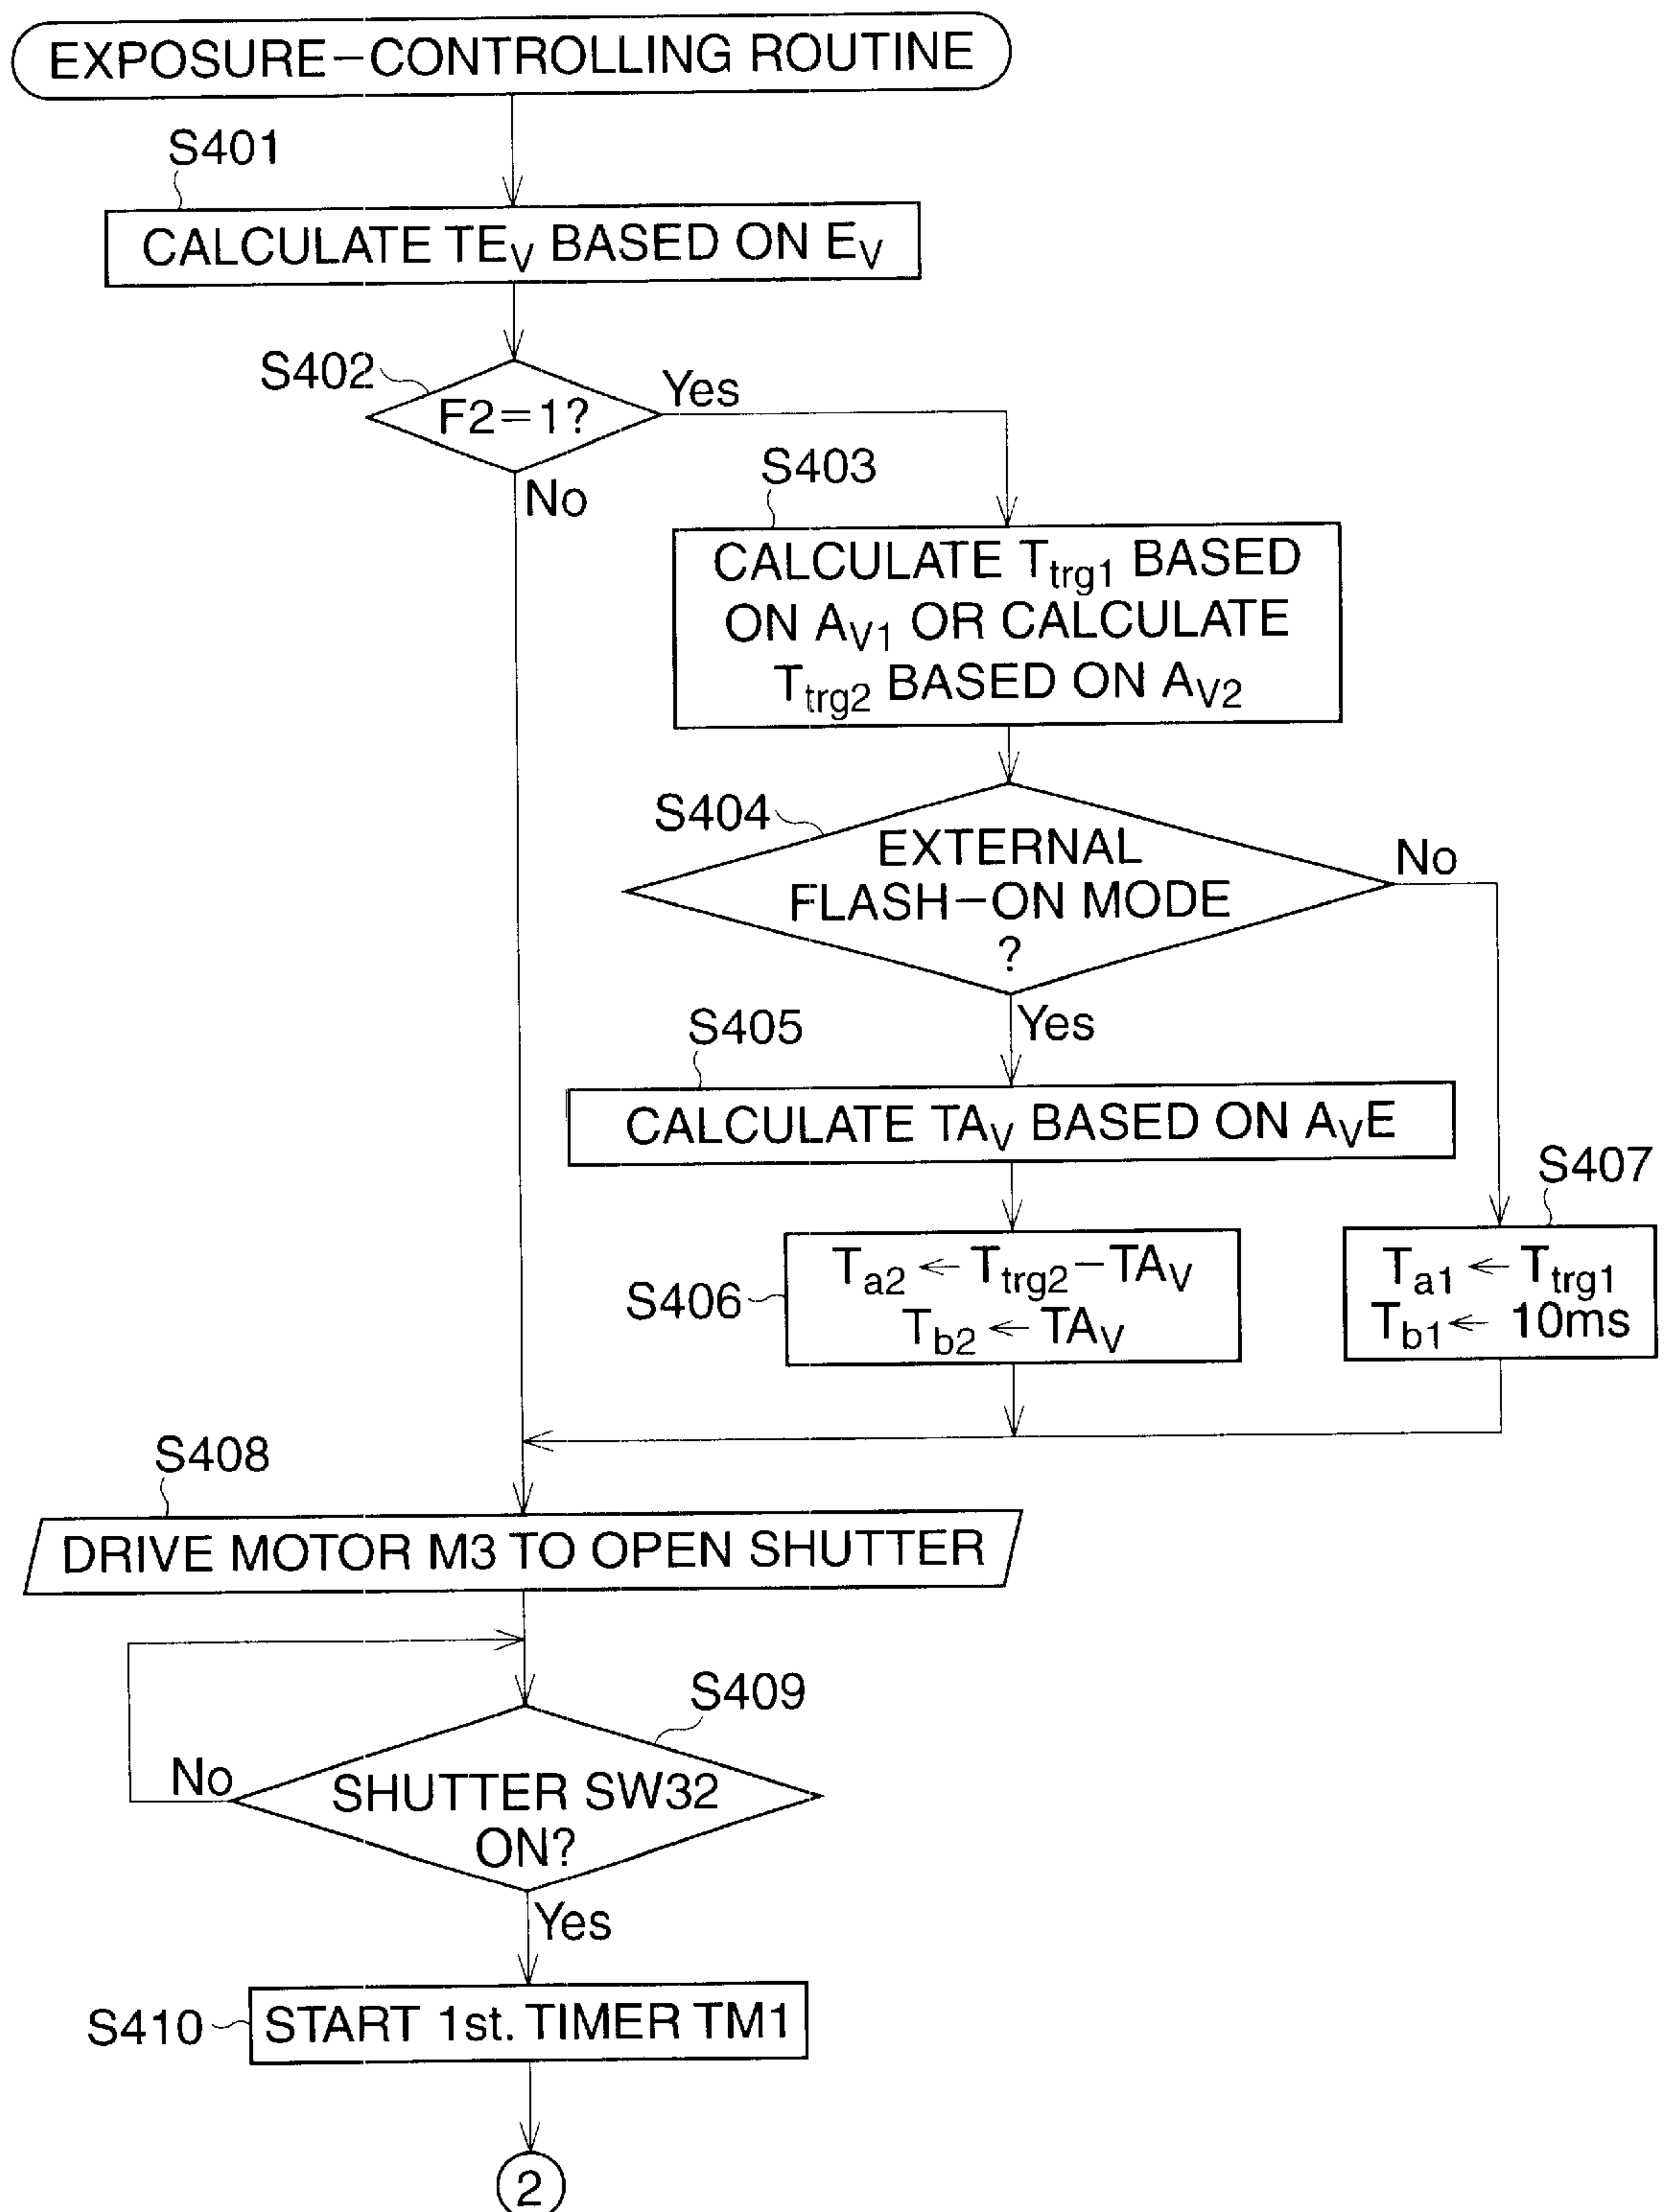 EXPOSURE-CONTROLLING ROUTINE
S401
CALCULATE TEV BASED ON EV
S402
F2=1?
Yes
No
S403
CALCULATE Ttrg1 BASED
ON AV1 OR CALCULATE
Ttrg2 BASED ON AV2
S404
EXTERNAL
FLASH-ON MODE
?
No
Yes
S405
CALCULATE TAV BASED ON AVE
S406
Ta2 ← Ttrg2-TAV
Tb2 ← TAV
S407
Ta1 ← Ttrg1
Tb1 ← 10ms
S408
DRIVE MOTOR M3 TO OPEN SHUTTER
S409
SHUTTER SW32
ON?
No
Yes
S410
START 1st. TIMER TM1
2